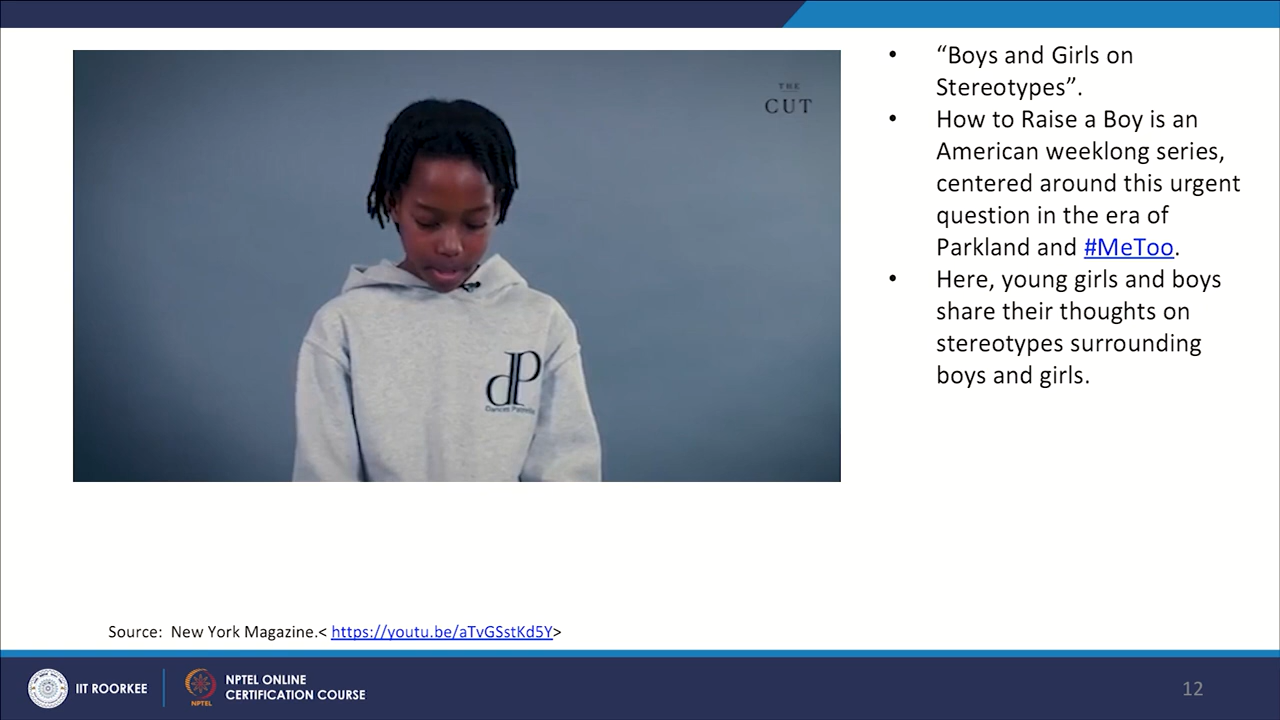 THE
CUT
dP
• “Boys and Girls on
Stereotypes”.
• How to Raise a Boy is an
American weeklong series,
centered around this urgent
question in the era of
Parkland and #MeToo.
• Here, young girls and boys
share their thoughts on
stereotypes surrounding
boys and girls.
Source: New York Magazine.< https://youtu.be/aTvGSstKd5Y>
IIT ROORKEE
NPTEL
NPTEL ONLINE
CERTIFICATION COURSE
12